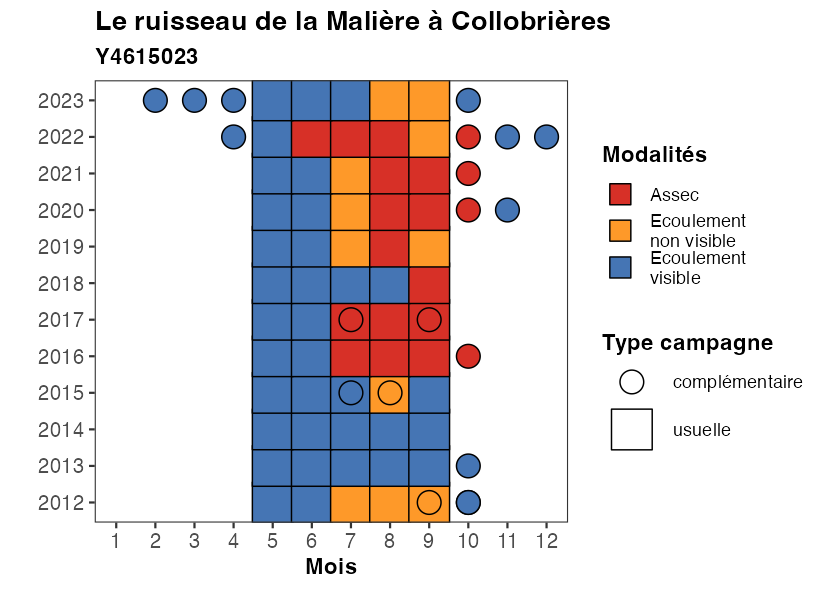 Le ruisseau de la Malière à Collobrières
Y4615023
2023
2022
2021
2020
2019
2018
2017
2016
2015
2014
2013
2012
1 2 3 4 5 6 7 8 9 10 11 12
Mois
Modalités
Assec
Ecoulement
non visible
Ecoulement
visible
Type campagne
complémentaire
usuelle